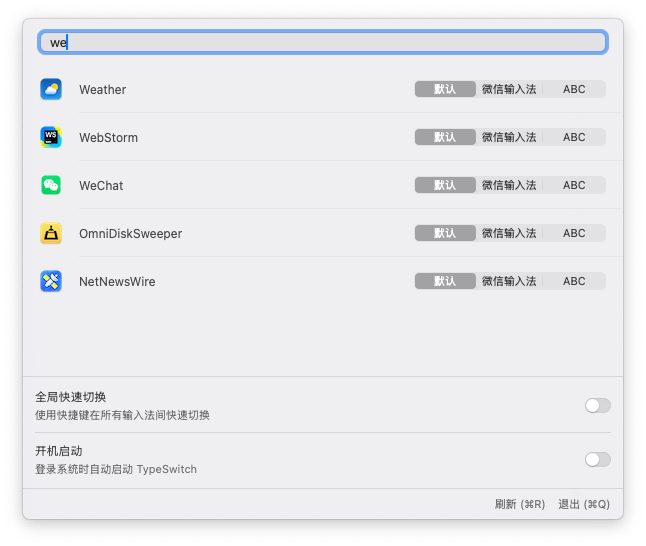 we
Weather 默认 微信输入法 ABC
WS
WebStorm 默认 微信输入法 ABC
WeChat 默认 微信输入法 ABC
OmniDiskSweeper 默认 微信输入法 ABC
NetNewsWire 默认 微信输入法 ABC
全局快速切换
使用快捷键在所有输入法间快速切换
开机启动
登录系统时自动启动 TypeSwitch
刷新 (⌘R) 退出 (⌘Q)